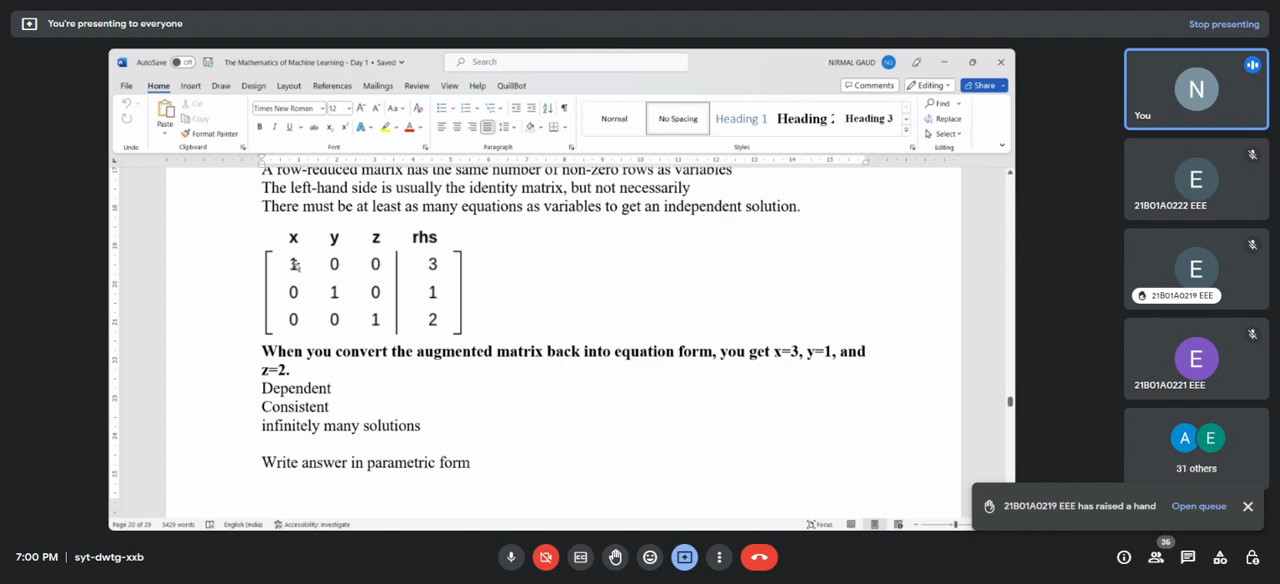 You're presenting to everyone
Stop presenting
AutoSave Off The Mathematics of Machine Learning - Day 1 • Saved
Search
NIRMAL GAUD NG
File Home Insert Draw Design Layout References Mailings Review View Help QuillBot
Comments Editing Share
Cut
Copy
Format Painter
Paste
Times New Roman 12
Normal No Spacing Heading 1 Heading 2 Heading 3
Find
Replace
Select
Undo Clipboard Font Paragraph Styles Editing
A row-reduced matrix has the same number of non-zero rows as variables
The left-hand side is usually the identity matrix, but not necessarily
There must be at least as many equations as variables to get an independent solution.
x y z rhs
1 0 0 3
0 1 0 1
0 0 1 2
When you convert the augmented matrix back into equation form, you get x=3, y=1, and
z=2.
Dependent
Consistent
infinitely many solutions
Write answer in parametric form
Page 20 of 29 5429 words English (India) Accessibility: Investigate
Focus
N
You
E
21B01A0222 EEE
E
21B01A0219 EEE
E
21B01A0221 EEE
A E
31 others
21B01A0219 EEE has raised a hand Open queue
7:00 PM | syt-dwtg-xxb
35